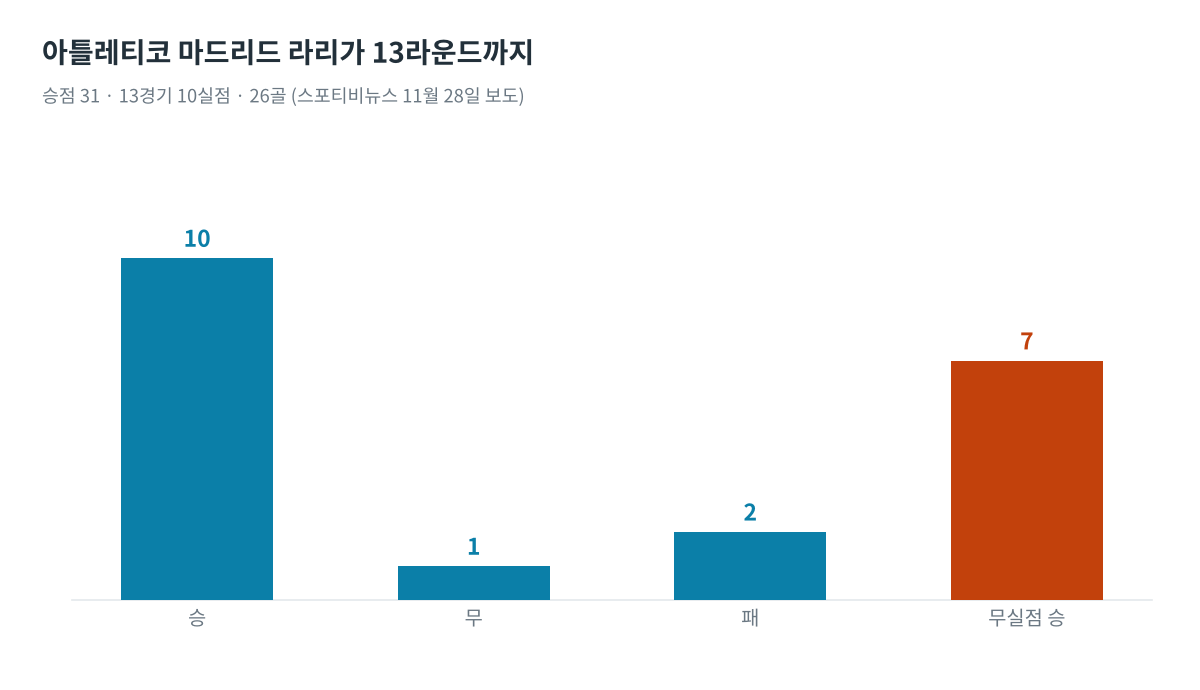 아틀레티코 마드리드 라리가 13라운드까지
승점 31 · 13경기 10실점 · 26골 (스포티비뉴스 11월 28일 보도)
10
7
2
1
승 무 패 무실점 승